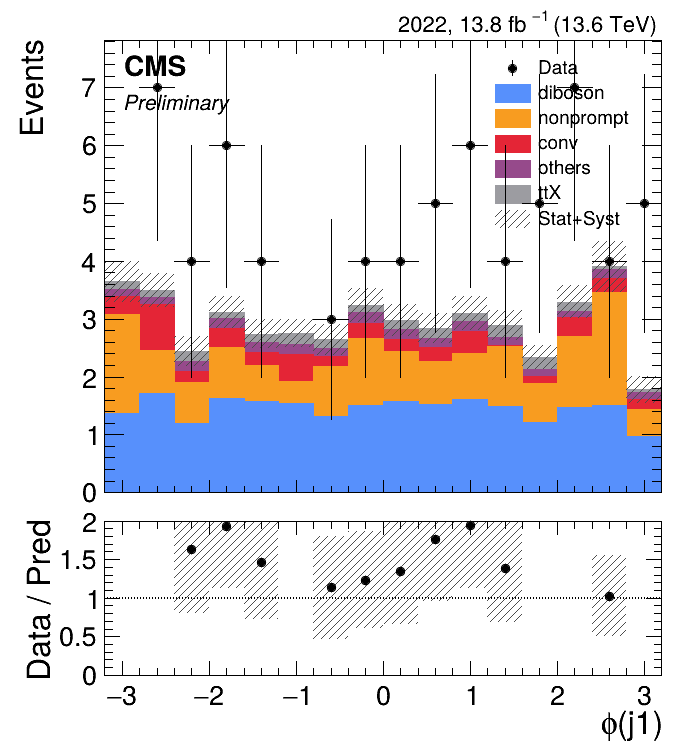 2022, 13.8 fb⁻¹ (13.6 TeV)
CMS
Preliminary
Events
7
6
5
4
3
2
1
0
Data
diboson
nonprompt
conv
others
ttX
Stat+Syst
Data / Pred
2
1.5
1
0.5
0
−3 −2 −1 0 1 2 3
ϕ(j1)